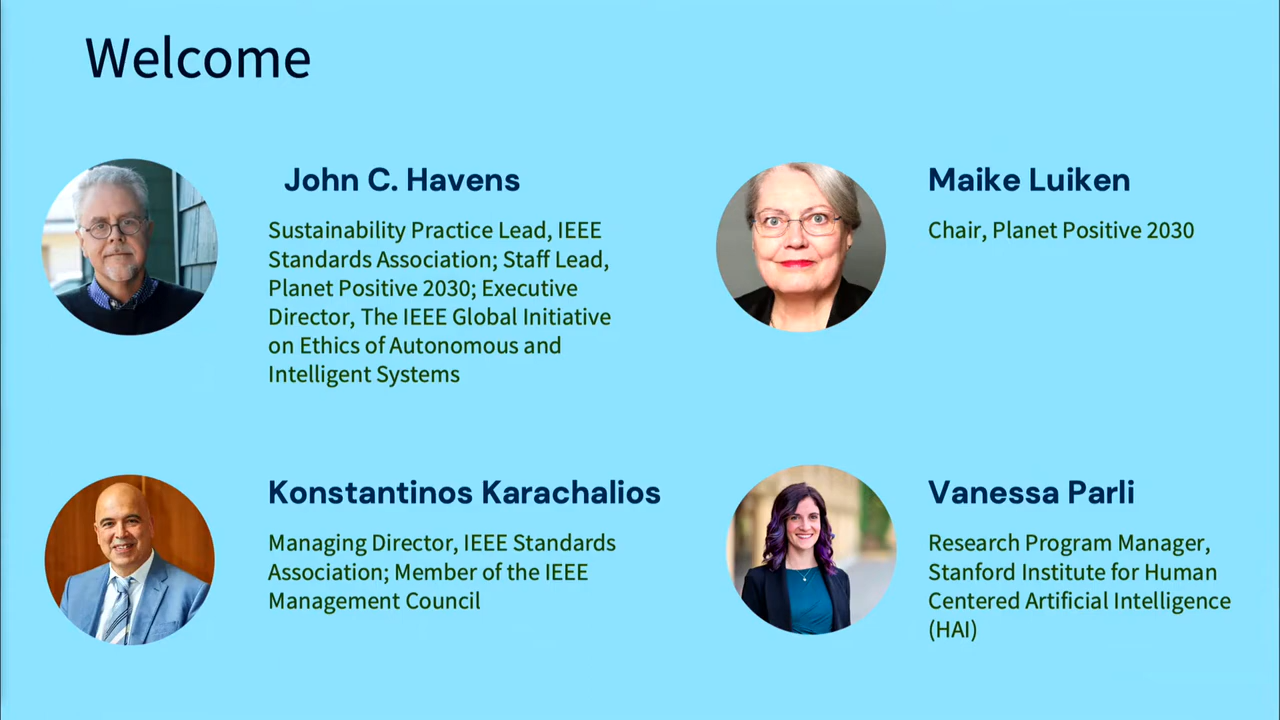 Welcome
John C. Havens
Sustainability Practice Lead, IEEE
Standards Association; Staff Lead,
Planet Positive 2030; Executive
Director, The IEEE Global Initiative
on Ethics of Autonomous and
Intelligent Systems
Maike Luiken
Chair, Planet Positive 2030
Konstantinos Karachalios
Managing Director, IEEE Standards
Association; Member of the IEEE
Management Council
Vanessa Parli
Research Program Manager,
Stanford Institute for Human
Centered Artificial Intelligence
(HAI)